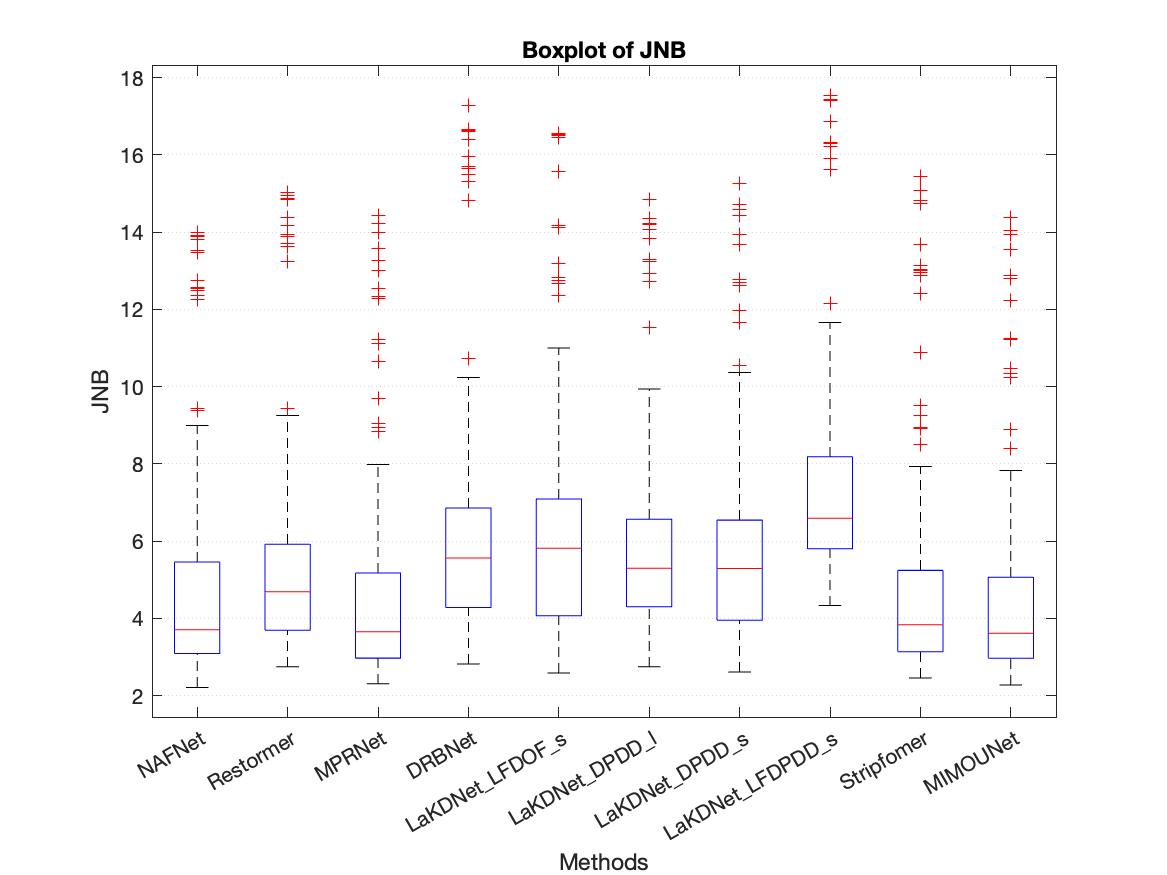 Boxplot of JNB
18
16
14
12
10
8
6
4
2
JNB
NAFNet
Restormer
MPRNet
DRBNet
LaKDNet_LFDOF_s
LaKDNet_DPDD_l
LaKDNet_DPDD_s
LaKDNet_LFDPDD_s
Stripfomer
MIMOUNet
Methods